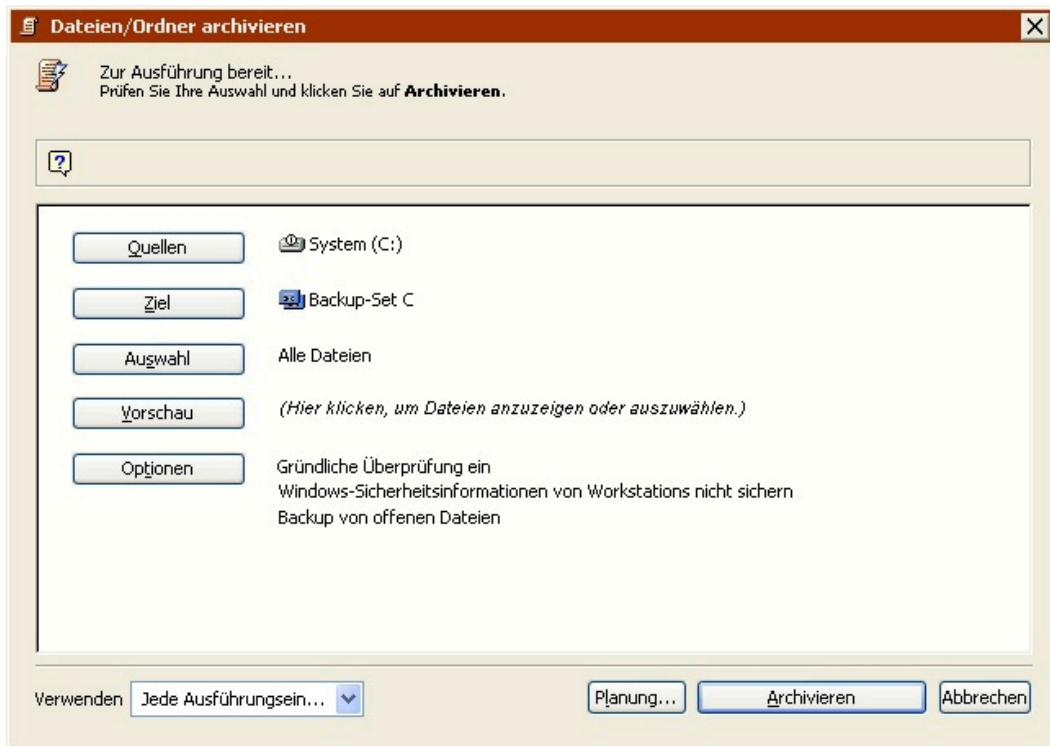 Dateien/Ordner archivieren
Zur Ausführung bereit...
Prüfen Sie Ihre Auswahl und klicken Sie auf Archivieren.
Quellen System (C:)
Ziel Backup-Set C
Auswahl Alle Dateien
Vorschau (Hier klicken, um Dateien anzuzeigen oder auszuwählen.)
Optionen Gründliche Überprüfung ein
Windows-Sicherheitsinformationen von Workstations nicht sichern
Backup von offenen Dateien
Verwenden Jede Ausführungsein... Planung... Archivieren Abbrechen